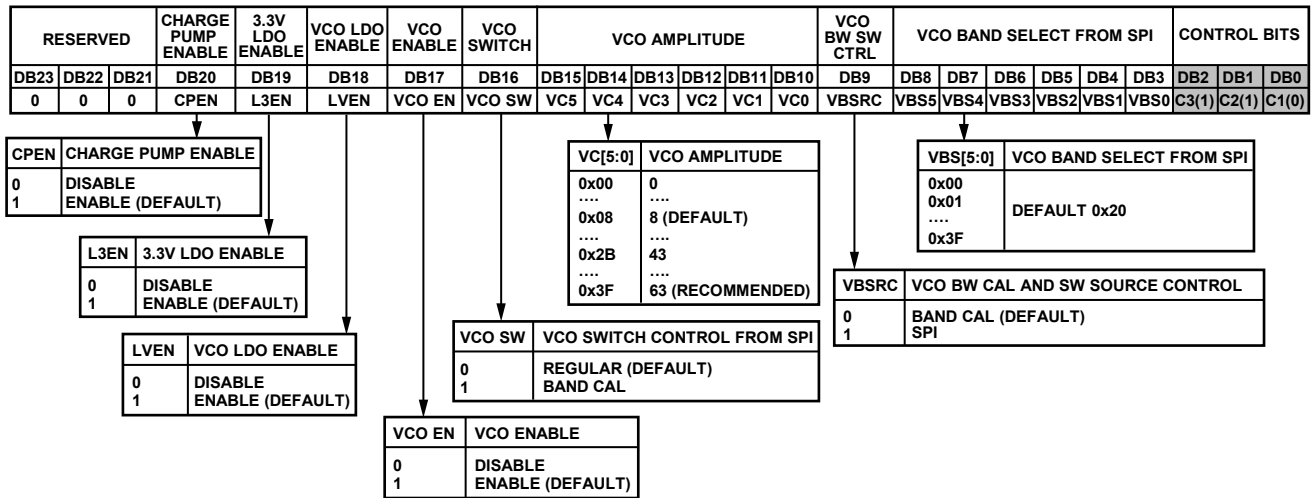 RESERVED
CHARGE PUMP ENABLE
3.3V LDO ENABLE
VCO LDO ENABLE
VCO ENABLE
VCO SWITCH
VCO AMPLITUDE
VCO BW SW CTRL
VCO BAND SELECT FROM SPI
CONTROL BITS
DB23 DB22 DB21 DB20 DB19 DB18 DB17 DB16 DB15 DB14 DB13 DB12 DB11 DB10 DB9 DB8 DB7 DB6 DB5 DB4 DB3 DB2 DB1 DB0
0 0 0 CPEN L3EN LVEN VCO EN VCO SW VC5 VC4 VC3 VC2 VC1 VC0 VBSRC VBS5 VBS4 VBS3 VBS2 VBS1 VBS0 C3(1) C2(1) C1(0)
CPEN CHARGE PUMP ENABLE
0 DISABLE
1 ENABLE (DEFAULT)
L3EN 3.3V LDO ENABLE
0 DISABLE
1 ENABLE (DEFAULT)
LVEN VCO LDO ENABLE
0 DISABLE
1 ENABLE (DEFAULT)
VCO EN VCO ENABLE
0 DISABLE
1 ENABLE (DEFAULT)
VCO SW VCO SWITCH CONTROL FROM SPI
0 REGULAR (DEFAULT)
1 BAND CAL
VC[5:0] VCO AMPLITUDE
0x00 0
.... ....
0x08 8 (DEFAULT)
.... ....
0x2B 43
.... ....
0x3F 63 (RECOMMENDED)
VBSRC VCO BW CAL AND SW SOURCE CONTROL
0 BAND CAL (DEFAULT)
1 SPI
VBS[5:0] VCO BAND SELECT FROM SPI
0x00
0x01
....
0x3F
DEFAULT 0x20